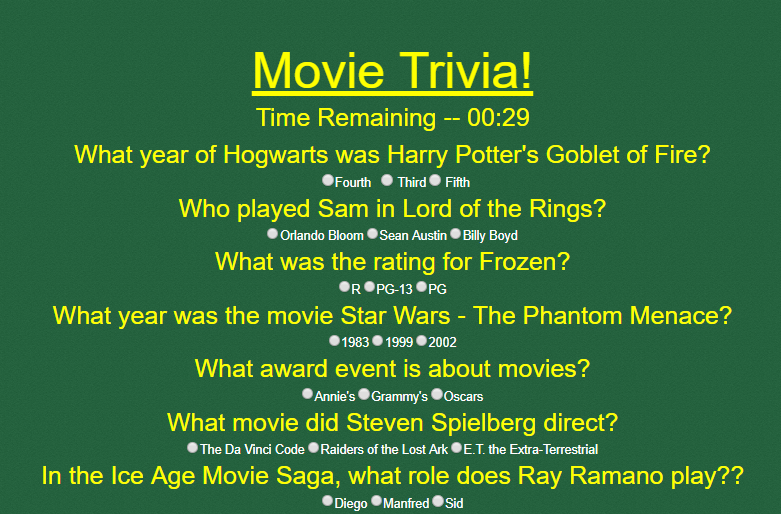 Movie Trivia!
Time Remaining -- 00:29
What year of Hogwarts was Harry Potter's Goblet of Fire?
Fourth Third Fifth
Who played Sam in Lord of the Rings?
Orlando Bloom Sean Austin Billy Boyd
What was the rating for Frozen?
R PG-13 PG
What year was the movie Star Wars - The Phantom Menace?
1983 1999 2002
What award event is about movies?
Annie's Grammy's Oscars
What movie did Steven Spielberg direct?
The Da Vinci Code Raiders of the Lost Ark E.T. the Extra-Terrestrial
In the Ice Age Movie Saga, what role does Ray Ramano play??
Diego Manfred Sid